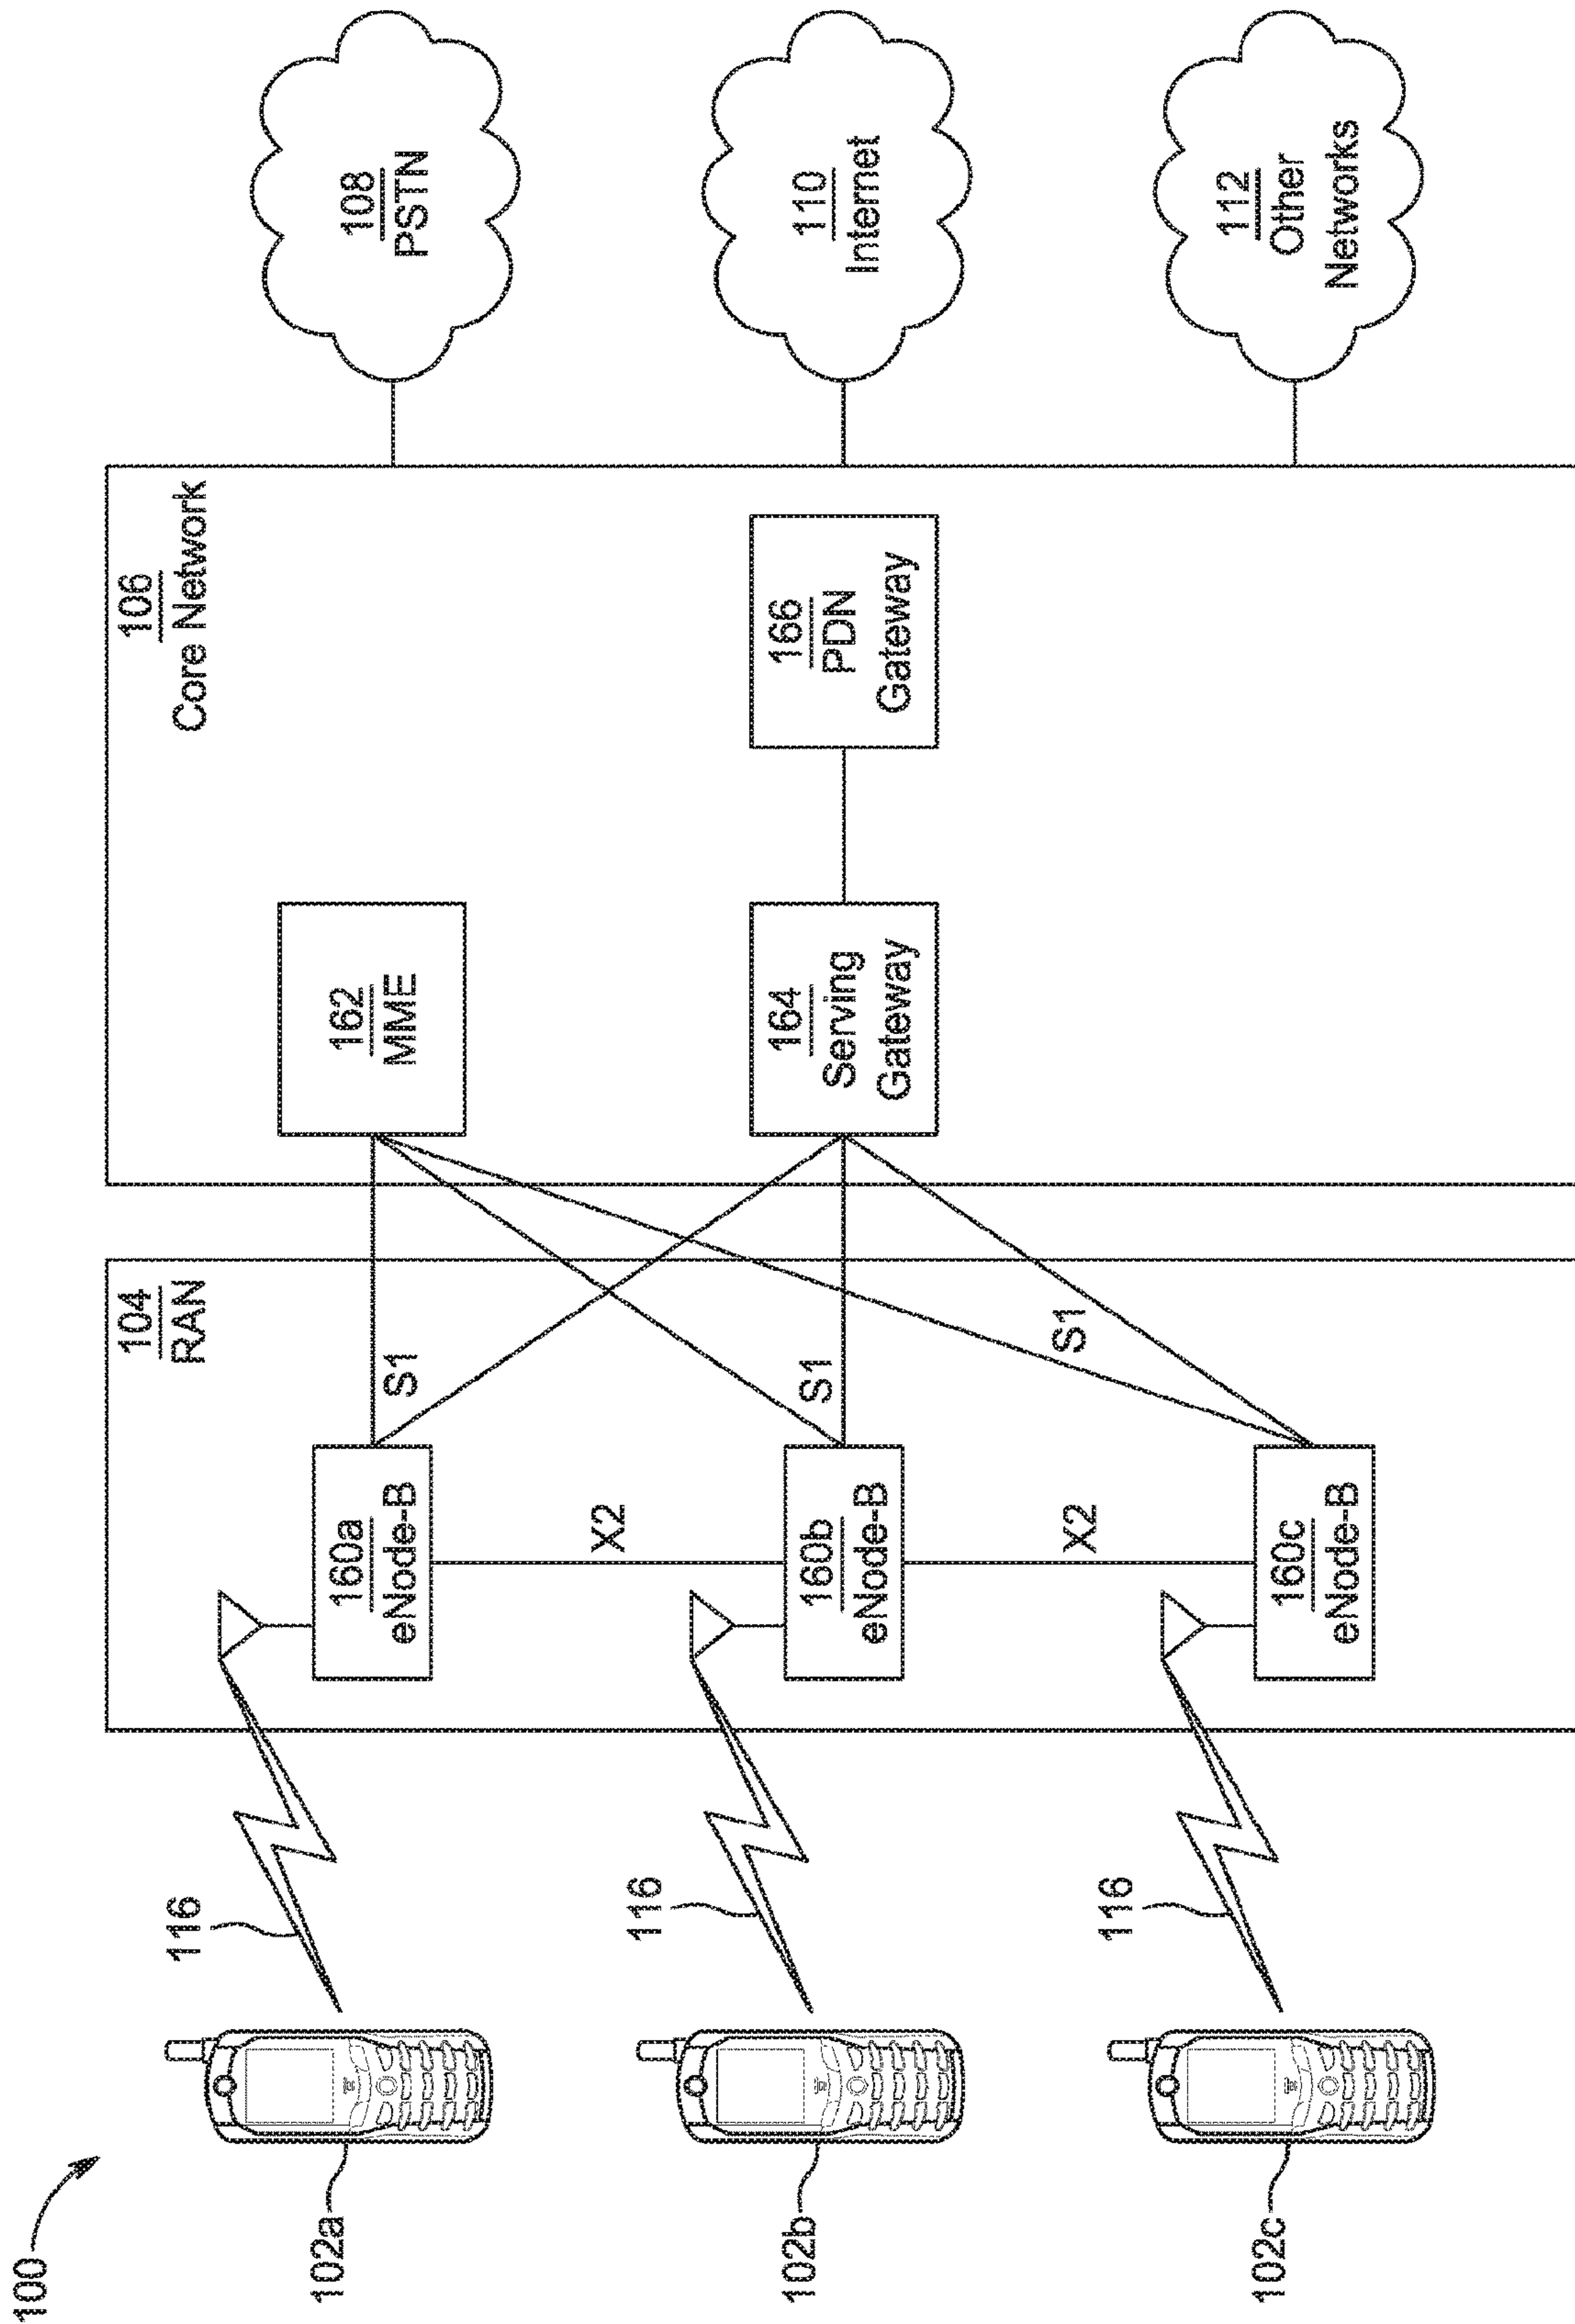 100
102a
102b
102c
116
116
116
104
RAN
160a
eNode-B
160b
eNode-B
160c
eNode-B
X2
X2
S1
S1
S1
106
Core Network
162
MME
164
Serving
Gateway
166
PDN
Gateway
108
PSTN
110
Internet
112
Other
Networks